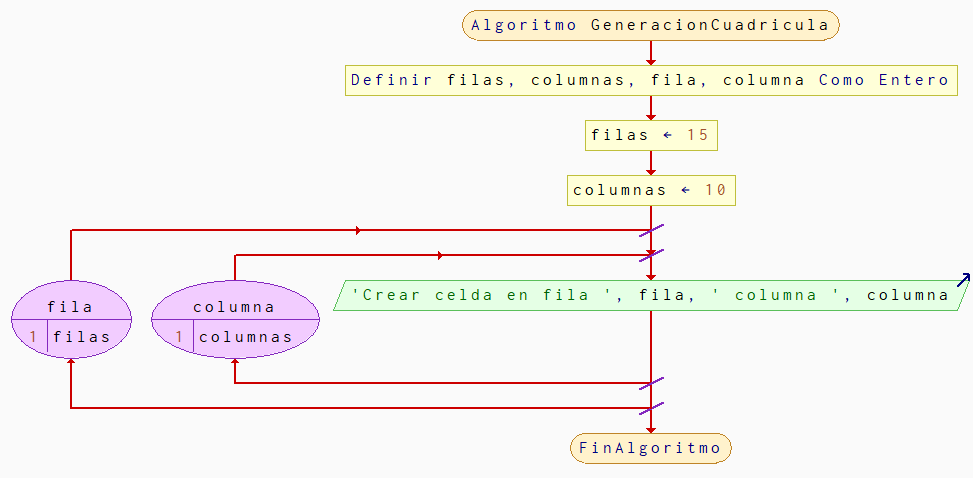 Algoritmo GeneracionCuadricula
Definir filas, columnas, fila, columna Como Entero
filas ← 15
columnas ← 10
fila
1 filas
columna
1 columnas
'Crear celda en fila ', fila, ' columna ', columna
FinAlgoritmo